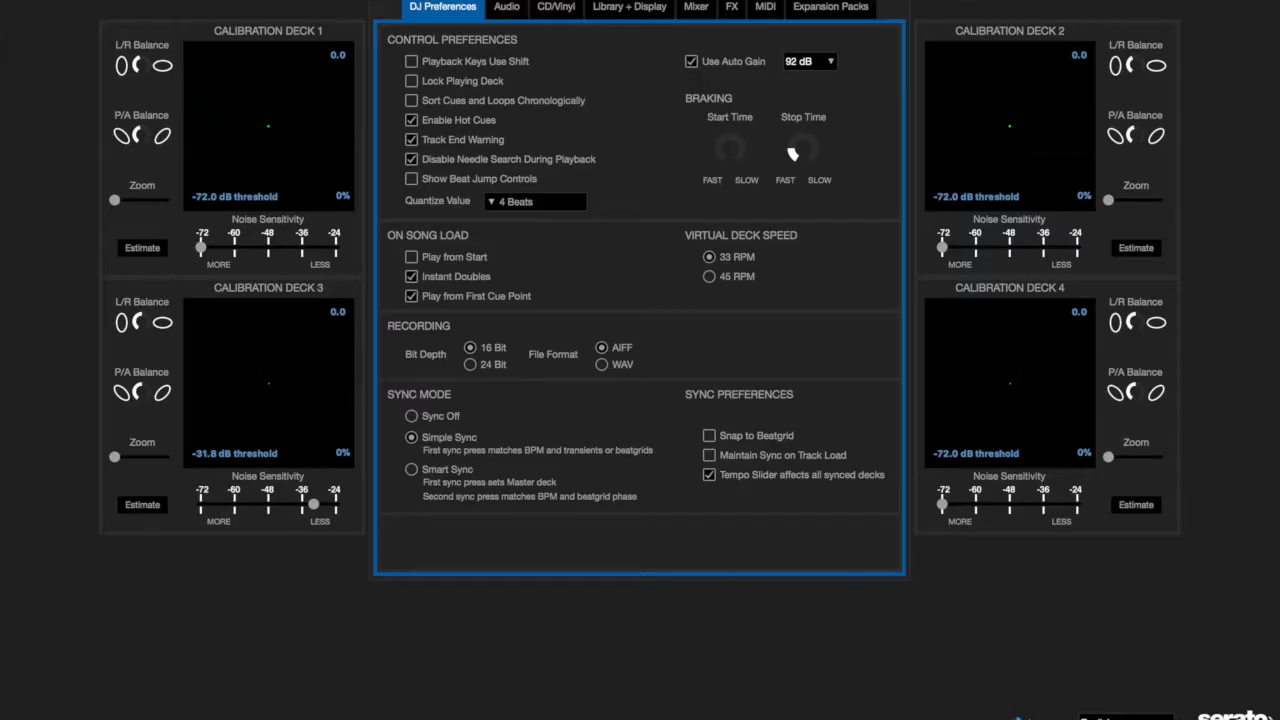 DJ Preferences Audio CD/Vinyl Library + Display Mixer FX MIDI Expansion Packs
CALIBRATION DECK 1
L/R Balance
0.0
P/A Balance
Zoom
-72.0 dB threshold 0%
Noise Sensitivity
-72 -60 -48 -36 -24
Estimate
MORE LESS
CALIBRATION DECK 3
L/R Balance
0.0
P/A Balance
Zoom
-31.8 dB threshold 0%
Noise Sensitivity
-72 -60 -48 -36 -24
Estimate
MORE LESS
CONTROL PREFERENCES
Playback Keys Use Shift
Lock Playing Deck
Sort Cues and Loops Chronologically
Enable Hot Cues
Track End Warning
Disable Needle Search During Playback
Show Beat Jump Controls
Quantize Value ▼ 4 Beats
Use Auto Gain 92 dB ▼
BRAKING
Start Time Stop Time
FAST SLOW FAST SLOW
ON SONG LOAD
Play from Start
Instant Doubles
Play from First Cue Point
VIRTUAL DECK SPEED
33 RPM
45 RPM
RECORDING
Bit Depth 16 Bit 24 Bit File Format AIFF WAV
SYNC MODE
Sync Off
Simple Sync
First sync press matches BPM and transients or beatgrids
Smart Sync
First sync press sets Master deck
Second sync press matches BPM and beatgrid phase
SYNC PREFERENCES
Snap to Beatgrid
Maintain Sync on Track Load
Tempo Slider affects all synced decks
CALIBRATION DECK 2
0.0
L/R Balance
P/A Balance
Zoom
-72.0 dB threshold 0%
Noise Sensitivity
-72 -60 -48 -36 -24
Estimate
MORE LESS
CALIBRATION DECK 4
0.0
L/R Balance
P/A Balance
Zoom
-72.0 dB threshold 0%
Noise Sensitivity
-72 -60 -48 -36 -24
Estimate
MORE LESS
serato